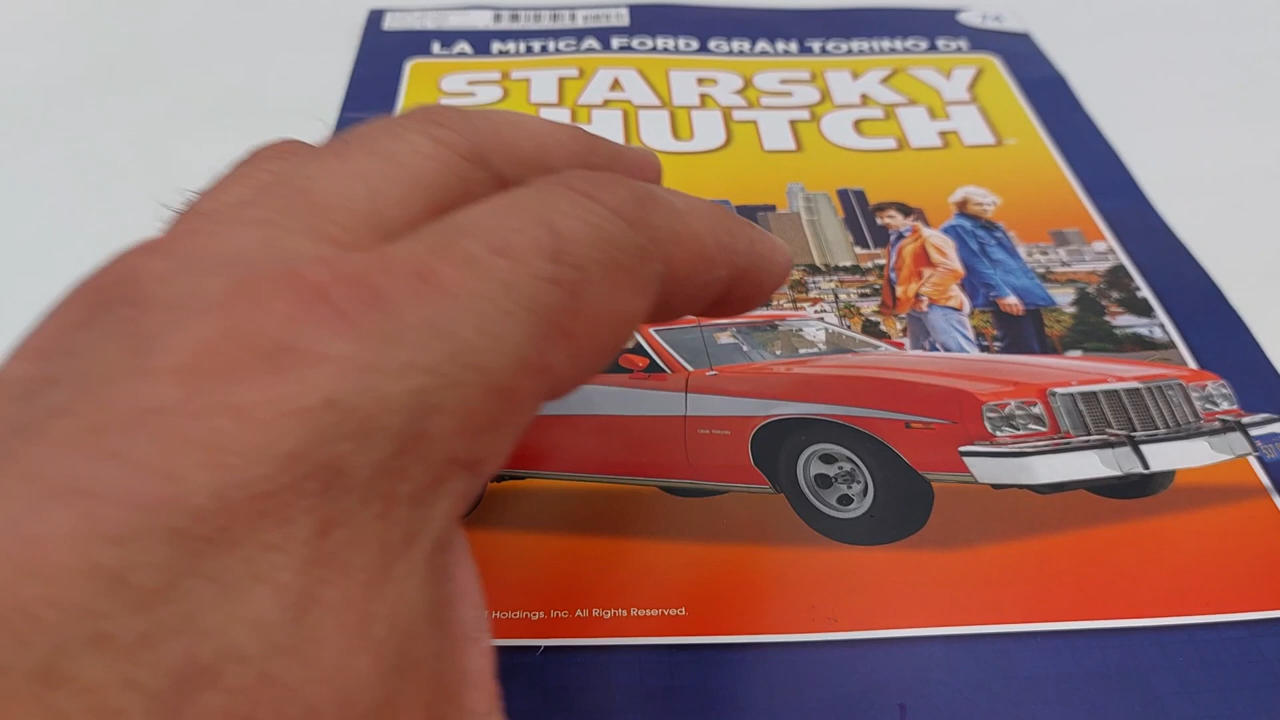 LA MITICA FORD GRAN TORINO DI
STARSKY
HUTCH
Holdings, Inc. All Rights Reserved.